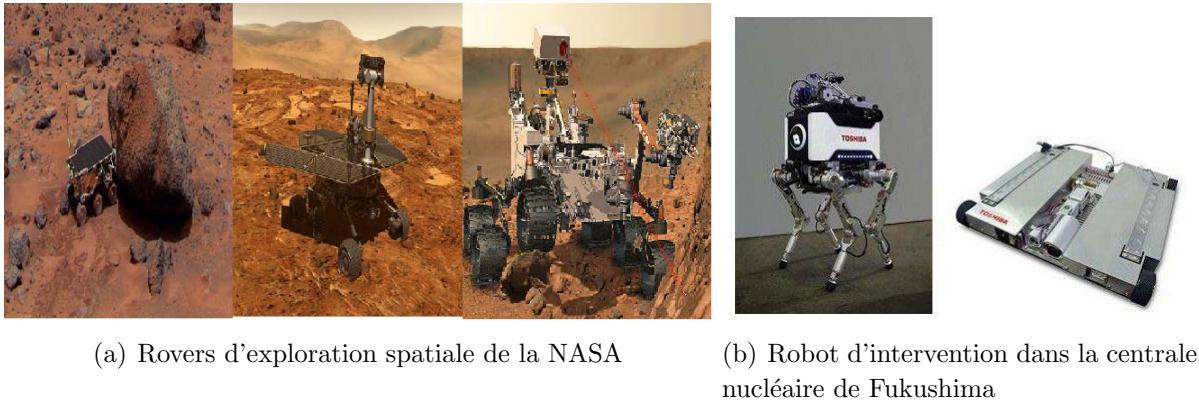 TOSHIBA
TOSHIBA
(a) Rovers d'exploration spatiale de la NASA
(b) Robot d'intervention dans la centrale
nucléaire de Fukushima